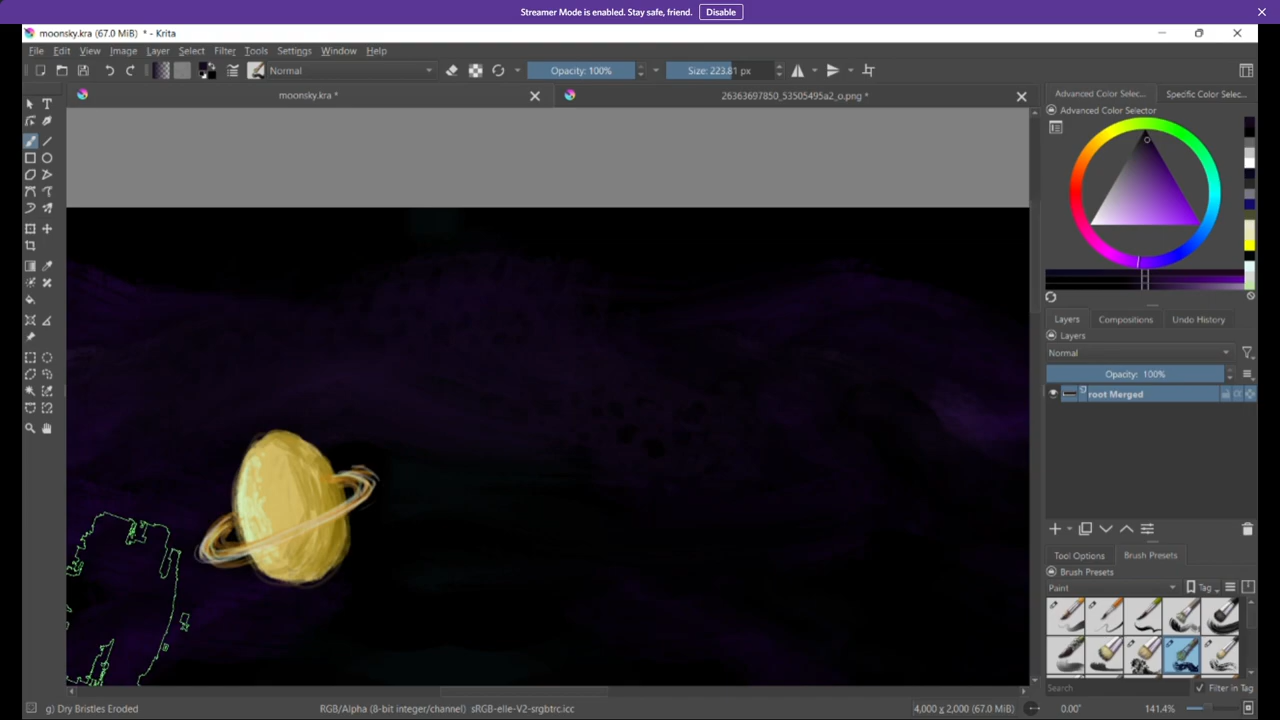 Streamer Mode is enabled. Stay safe, friend. Disable
moonsky.kra (67.0 MiB) * - Krita
File Edit View Image Layer Select Filter Tools Settings Window Help
Normal Opacity: 100% Size: 223.81 px
moonsky.kra * 26363697850_53505495a2_o.png *
Advanced Color Selec... Specific Color Selec...
Advanced Color Selector
Layers Compositions Undo History
Layers
Normal
Opacity: 100%
root Merged
Tool Options Brush Presets
Brush Presets
Paint Tag
Search Filter in Tag
g) Dry Bristles Eroded RGB/Alpha (8-bit integer/channel) sRGB-elle-V2-srgbtrc.icc 4,000 x 2,000 (67.0 MiB) 0.00° 141.4%